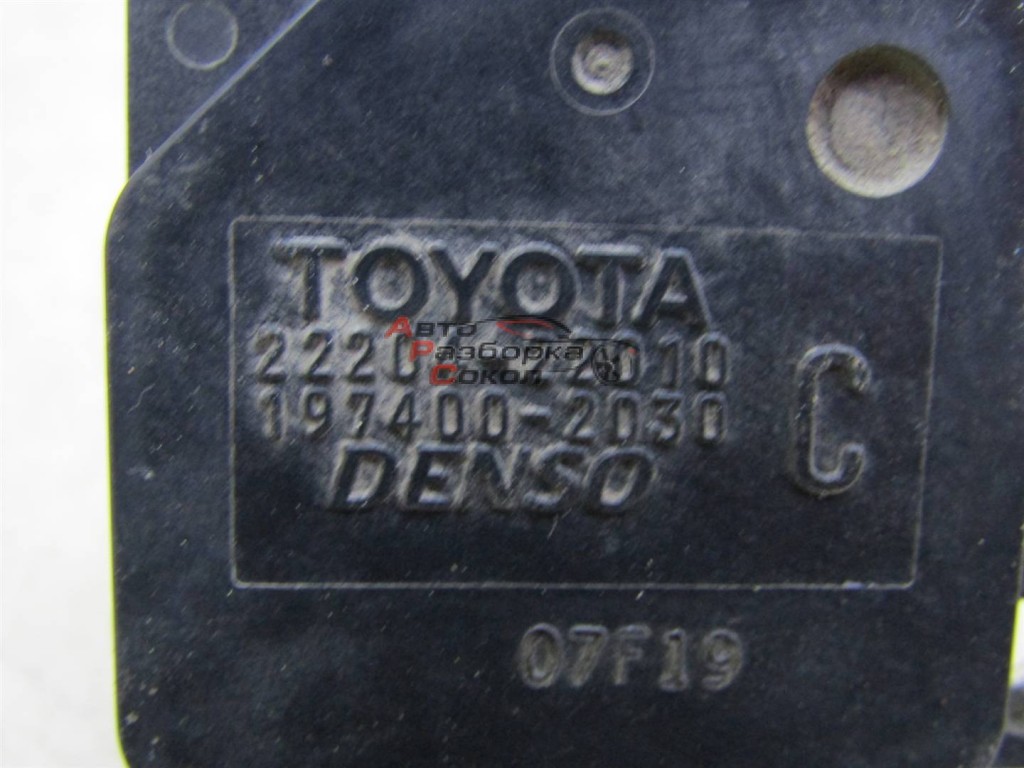 TOYOTA
197400-2030
DENSO
C
07F19
Авто
Разборка
Сокол